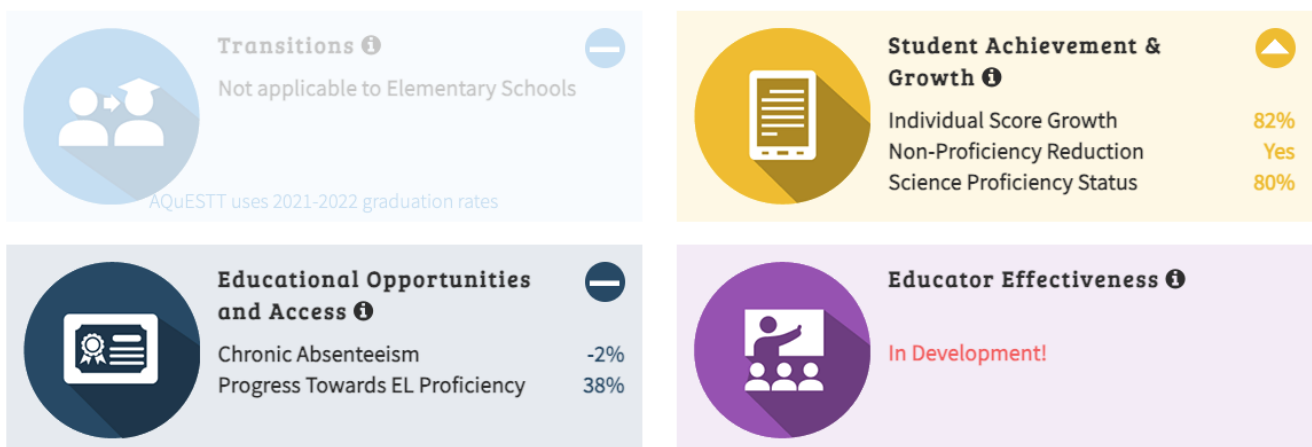 Transitions
Not applicable to Elementary Schools
AQuESTT uses 2021-2022 graduation rates
Student Achievement &
Growth
Individual Score Growth 82%
Non-Proficiency Reduction Yes
Science Proficiency Status 80%
Educational Opportunities
and Access
Chronic Absenteeism -2%
Progress Towards EL Proficiency 38%
Educator Effectiveness
In Development!